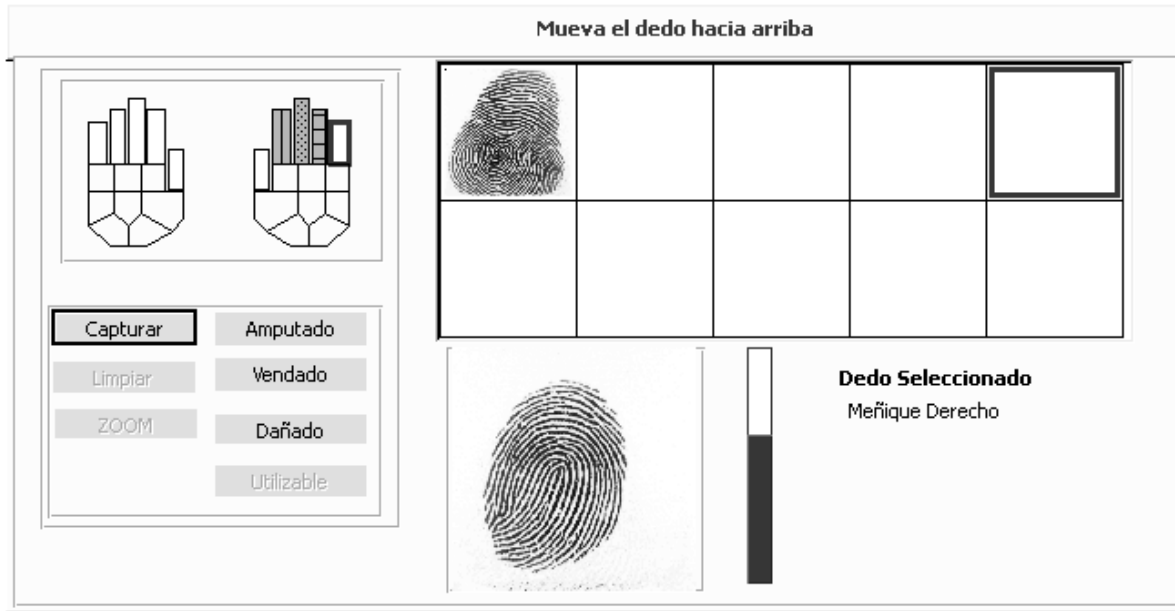 Mueva el dedo hacia arriba
Capturar
Amputado
Limpiar
Vendado
ZOOM
Dañado
Utilizable
Dedo Seleccionado
Meñique Derecho